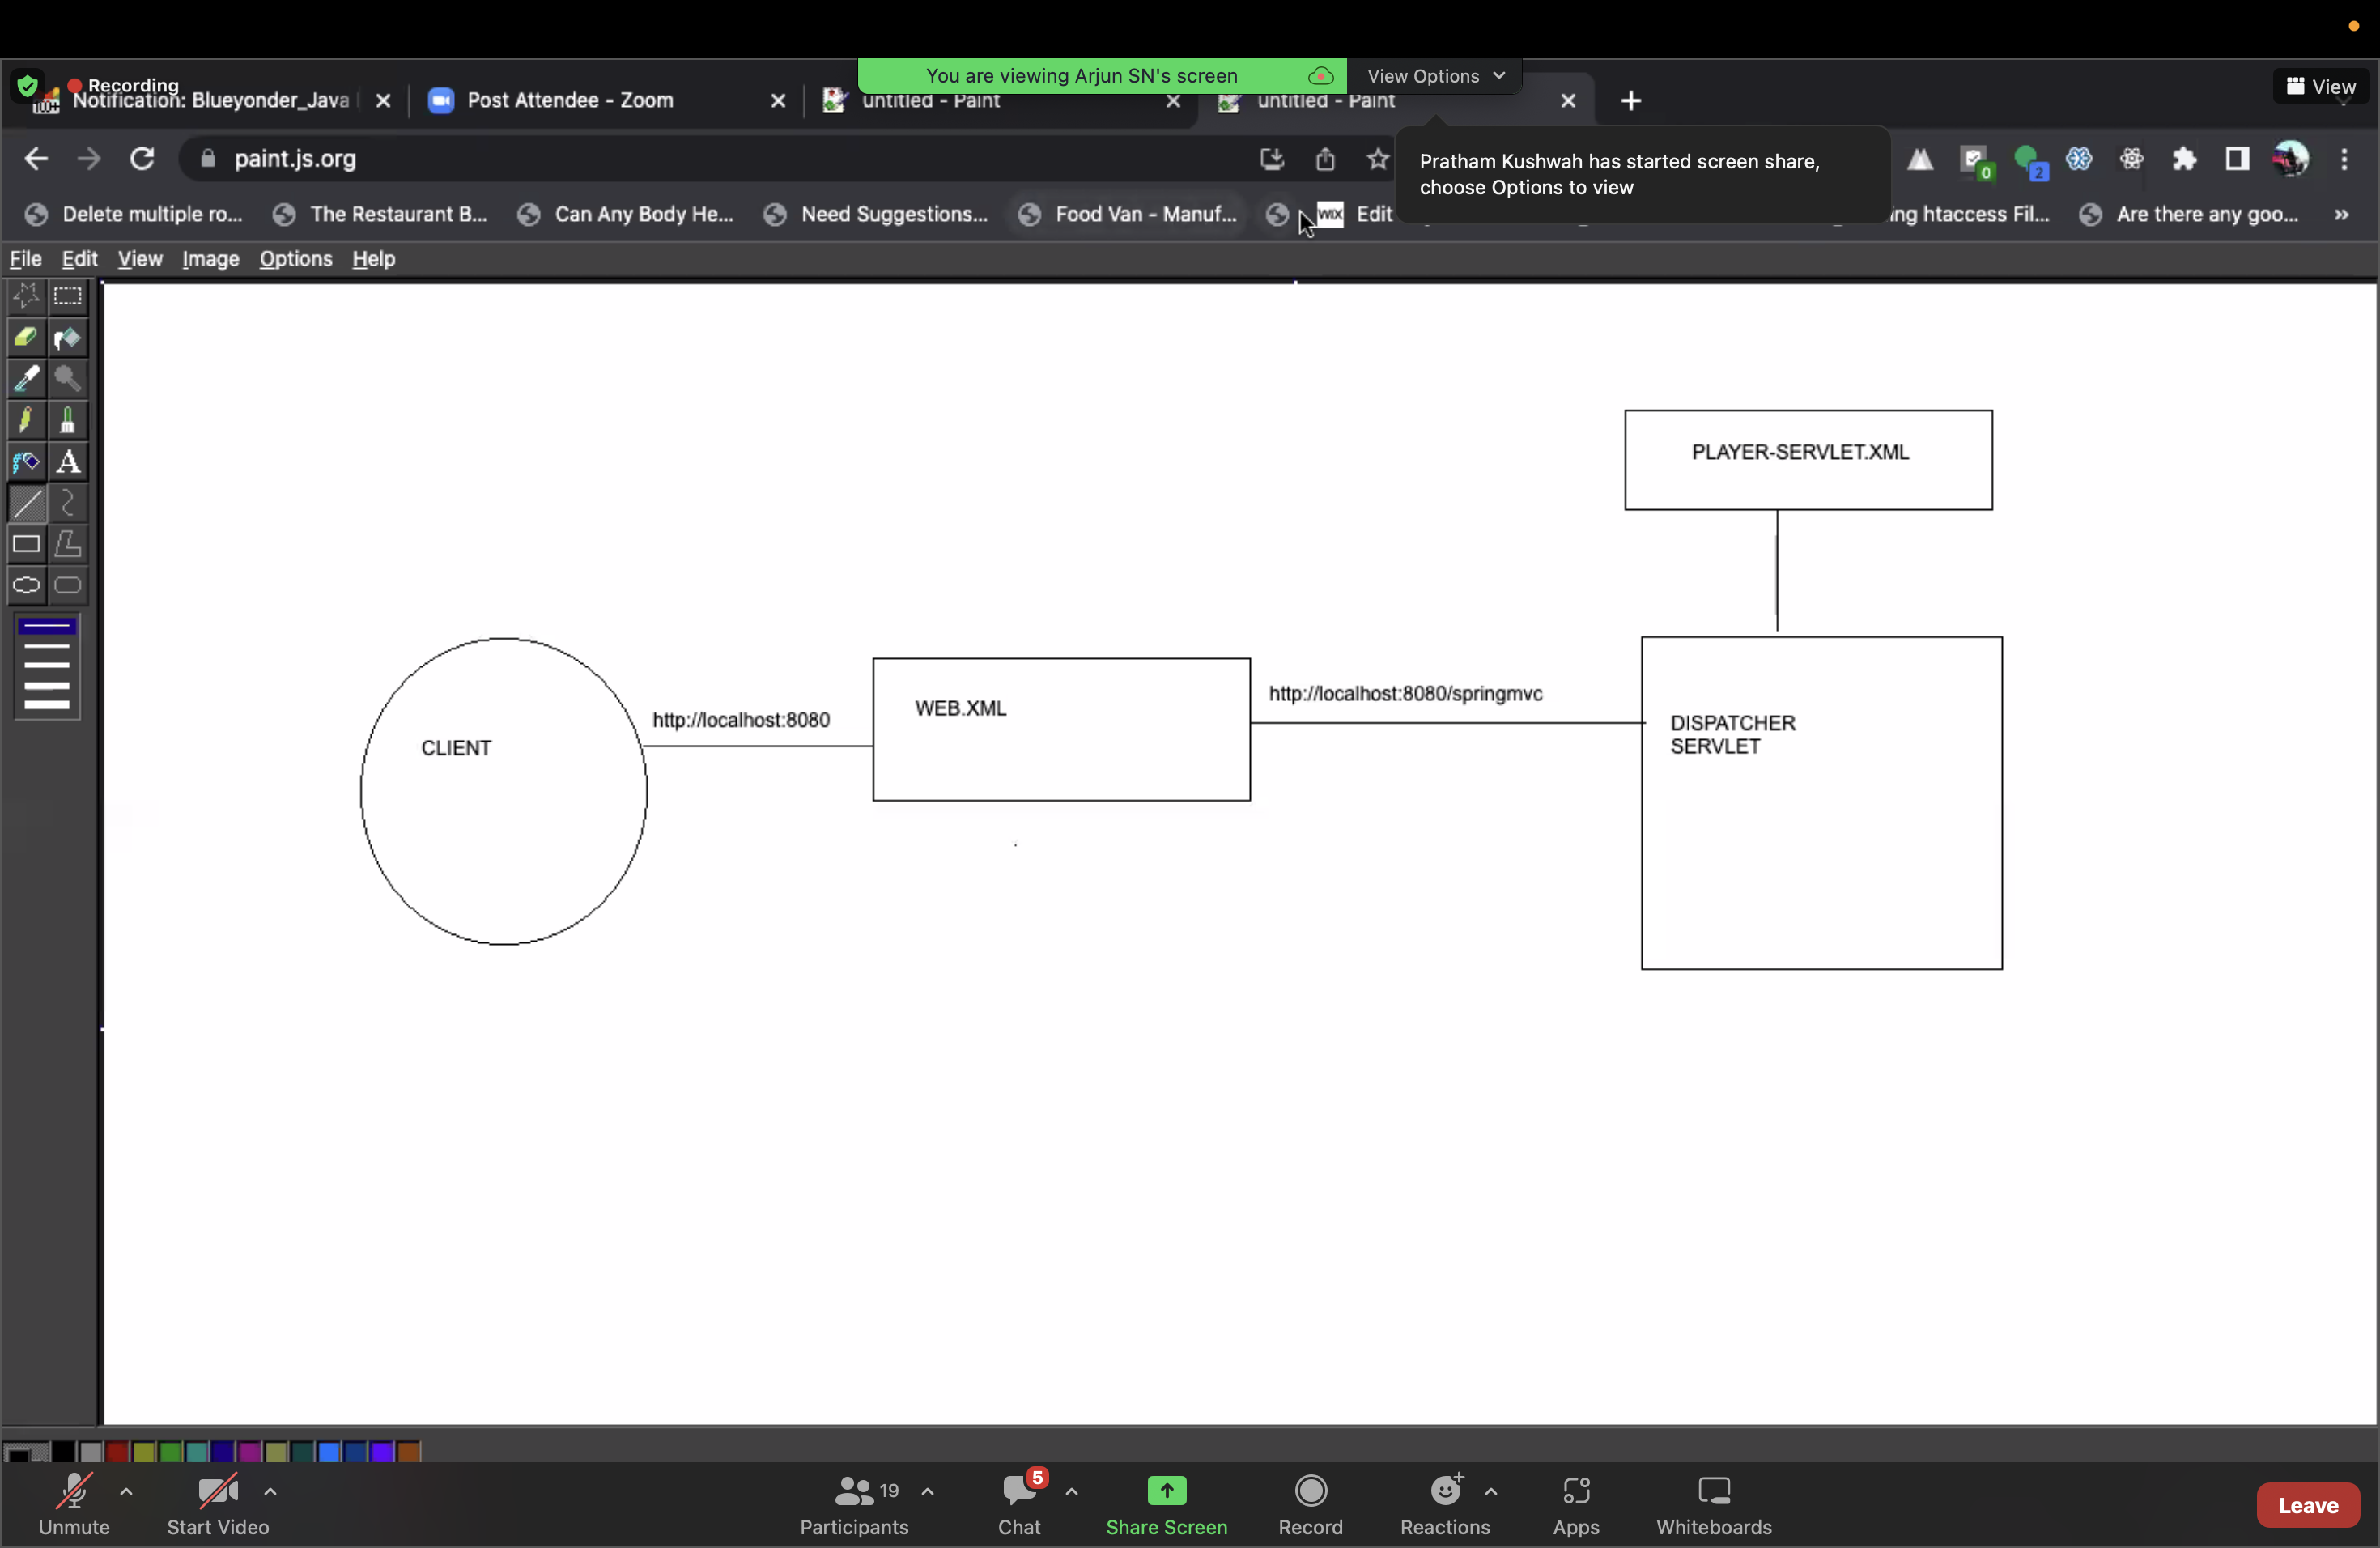 Recording
You are viewing Arjun SN's screen
View Options
View
Notification: Blueyonder_Java
Post Attendee - Zoom
untitled - Paint
untitled - Paint
paint.js.org
Pratham Kushwah has started screen share,
choose Options to view
0
2
Delete multiple ro...
The Restaurant B...
Can Any Body He...
Need Suggestions...
Food Van - Manuf...
WIX
Edit
ing htaccess Fil...
Are there any goo...
File Edit View Image Options Help
A
PLAYER-SERVLET.XML
http://localhost:8080/springmvc
WEB.XML
http://localhost:8080
DISPATCHER
SERVLET
CLIENT
19
5
Unmute
Start Video
Participants
Chat
Share Screen
Record
Reactions
Apps
Whiteboards
Leave